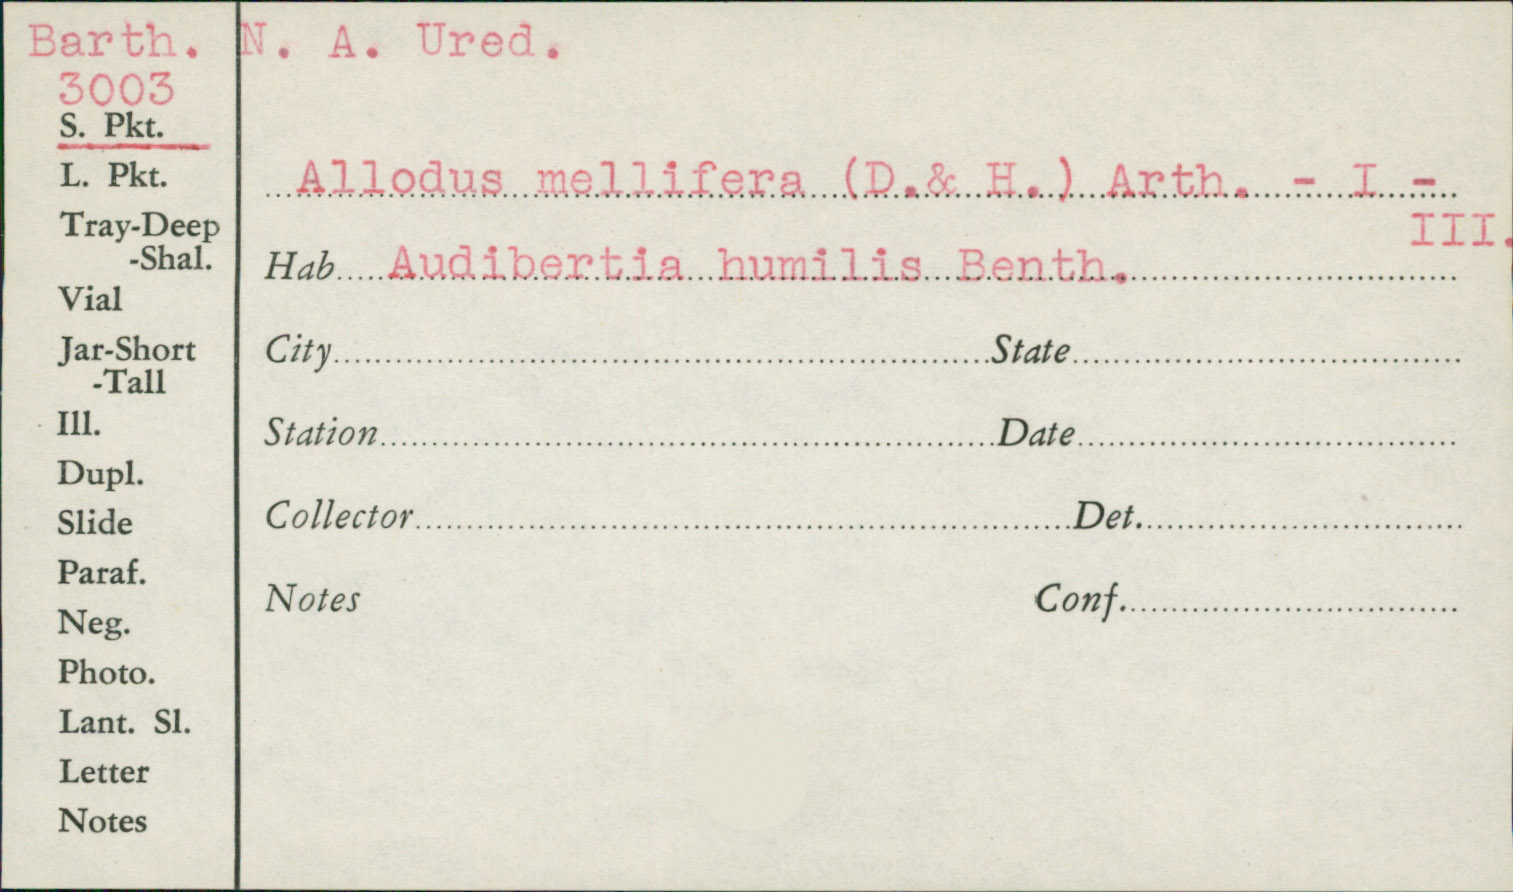 Barth. N. A. Ured.
3003
S. Pkt.
L. Pkt.
Tray-Deep
-Shal.
Vial
Jar-Short
-Tall
Ill.
Dupl.
Slide
Paraf.
Neg.
Photo.
Lant. Sl.
Letter
Notes
Allodus mellifera (D.& H.) Arth. - I -
III.
Hab Audibertia humilis Benth.
City State
Station Date
Collector Det.
Notes Conf.